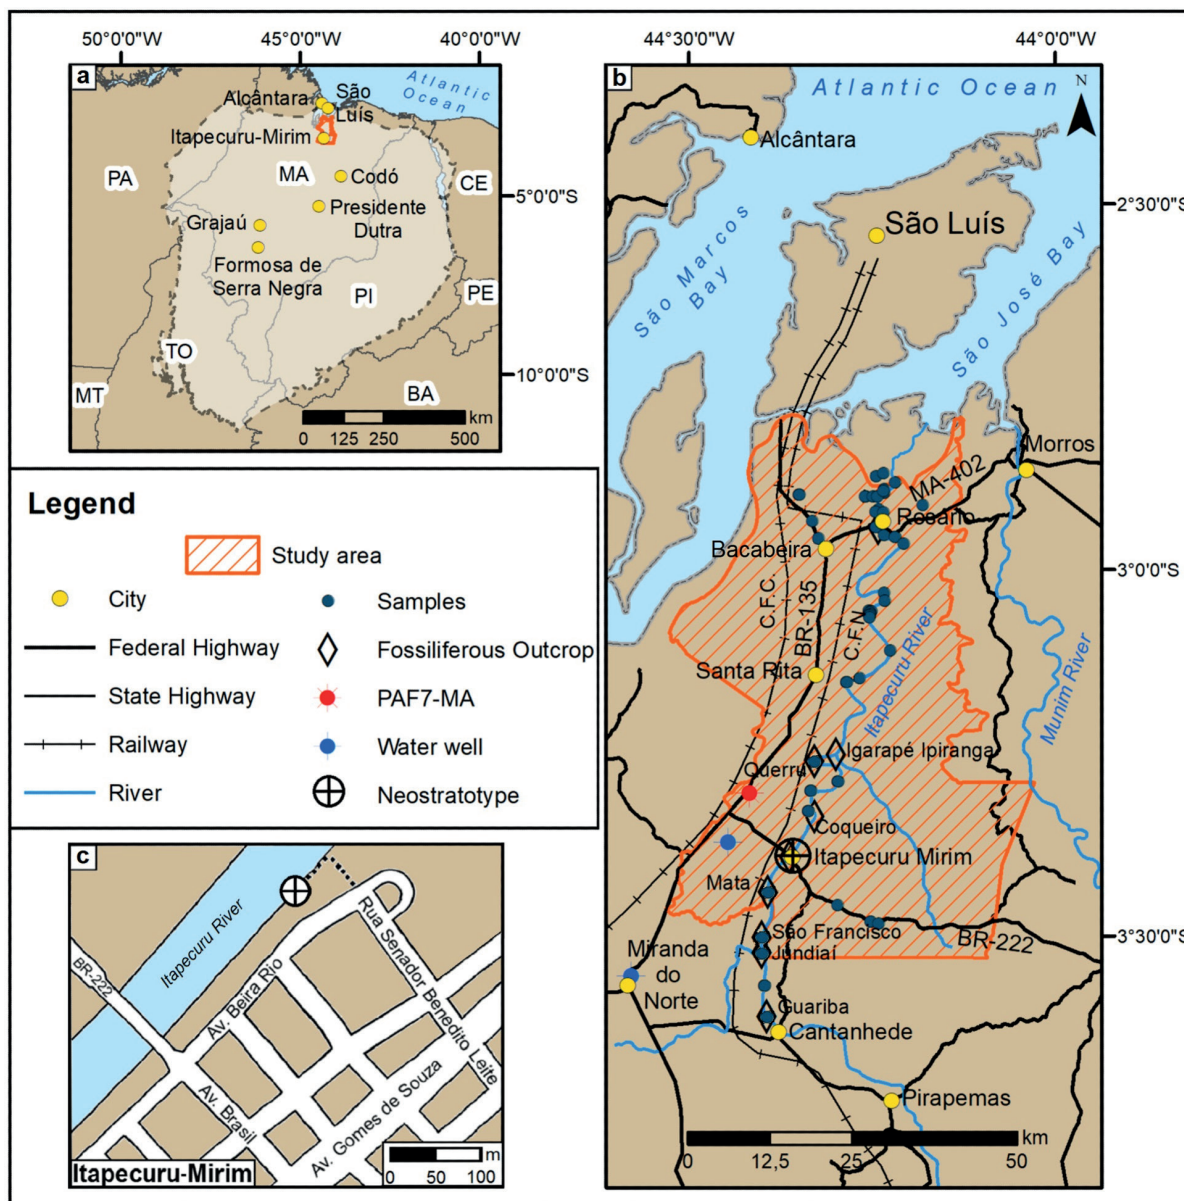 50°0'0"W
45°0'0"W
40°0'0"W
a
Atlantic
Ocean
Alcântara
São
Luís
Itapecuru-Mirim
PA
MA
CE
Codó
5°0'0"S
Grajaú
Presidente
Dutra
Formosa de
Serra Negra
PI
PE
TO
MT
BA
10°0'0"S
0 125 250 500
km
Legend
Study area
City
Samples
Federal Highway
Fossiliferous Outcrop
State Highway
PAF7-MA
Railway
Water well
River
Neostratotype
c
Itapecuru River
BR-222
Av. Beira Rio
Rua Senador Benedito Leite
Av. Brasil
Av. Gomes de Souza
Itapecuru-Mirim
m
0 50 100
44°30'0"W
44°0'0"W
b
Atlantic Ocean
N
Alcântara
2°30'0"S
São Luís
São Marcos
Bay
São José Bay
Morros
MA-402
Rosário
Bacabeira
3°0'0"S
C.F.C.
BR-135
C.F.N.
Itapecuru River
Munim River
Santa Rita
Igarapé Ipiranga
Querru
Coqueiro
Itapecuru Mirim
Mata
São Francisco
Jundiaí
BR-222
3°30'0"S
Miranda
do
Norte
Guariba
Cantanhede
Pirapemas
km
0 12,5 25 50